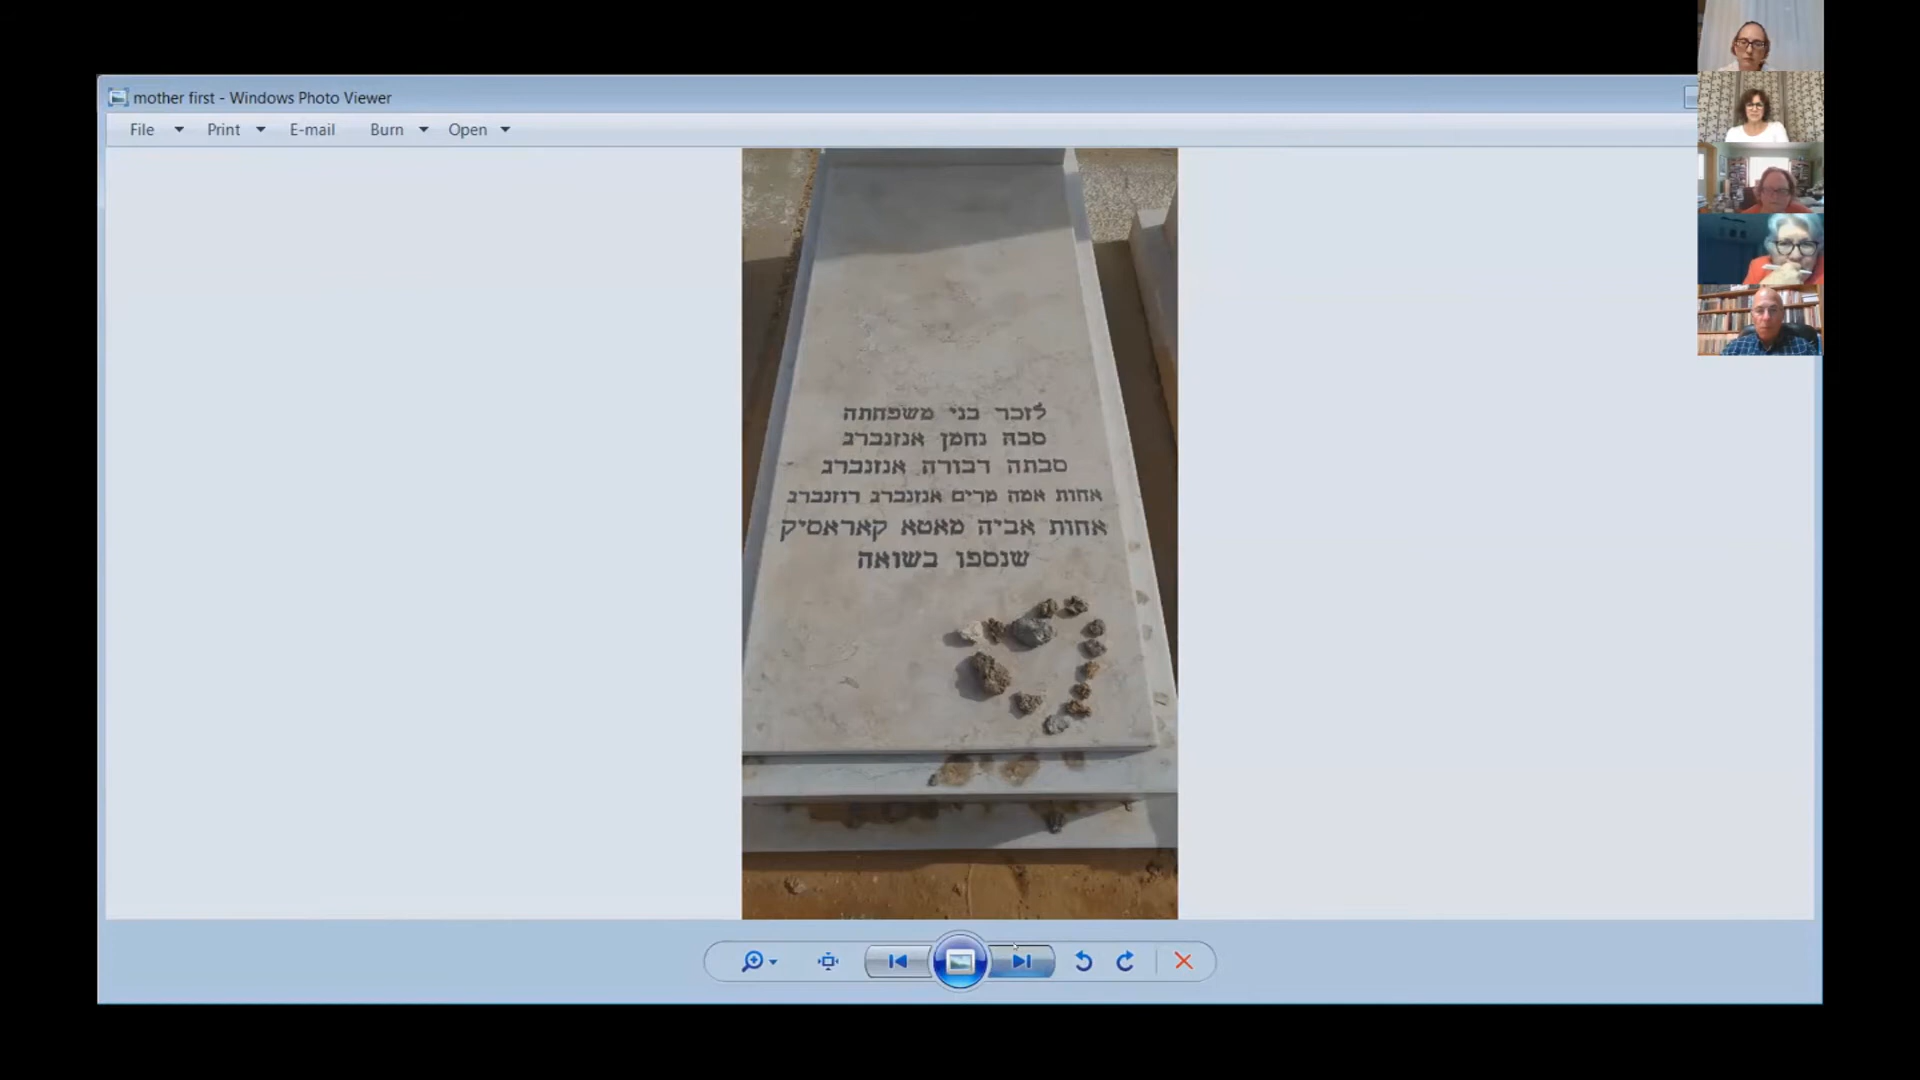 mother first - Windows Photo Viewer
File Print E-mail Burn Open
לזכר בני משפחתה
סבה נחמן אנזנברג
סבתה דבורה אנזנברג
אחות אמה מרים אנזנברג רוזנברג
אחות אביה מאטא קאראסיק
שנספו בשואה